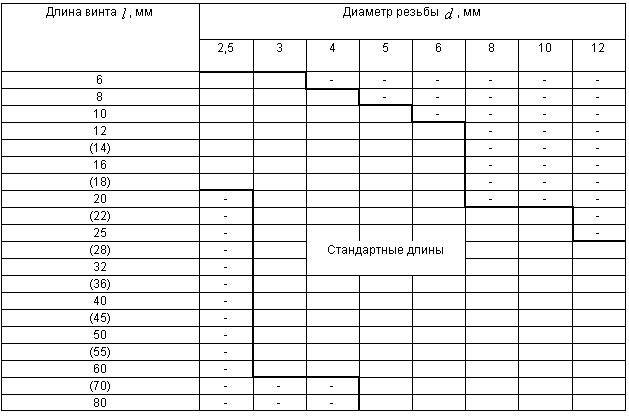 Длина винта l, мм Диаметр резьбы d, мм
2,5 3 4 5 6 8 10 12
6 - - - - - -
8 - - - - -
10 - - - -
12 - - -
(14) - - -
16 - - -
(18) - - -
20 - - - -
(22) - -
25 - -
(28) - Стандартные длины
32 -
(36) -
40 -
(45) -
50 -
(55) -
60 -
(70) - - -
80 - - -